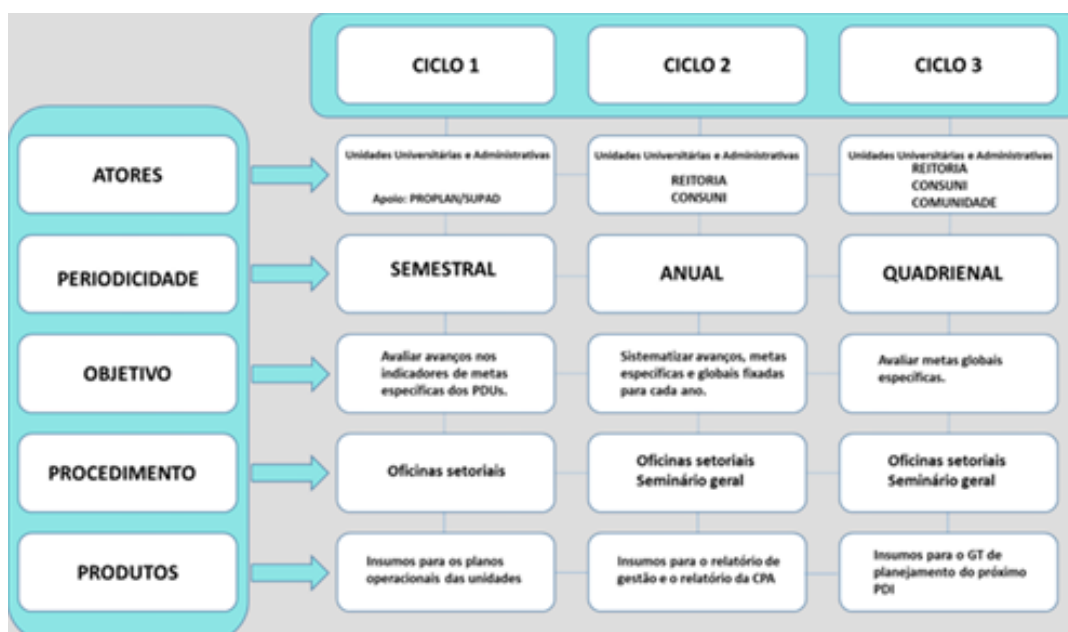 CICLO 1
CICLO 2
CICLO 3
ATORES
Unidades Universitárias e Administrativas
Apoio: PROPLAN/SUPAD
Unidades Universitárias e Administrativas
REITORIA
CONSUNI
Unidades Universitárias e Administrativas
REITORIA
CONSUNI
COMUNIDADE
PERIODICIDADE
SEMESTRAL
ANUAL
QUADRIENAL
OBJETIVO
Avaliar avanços nos
indicadores de metas
específicas dos PDUs.
Sistematizar avanços, metas
específicas e globais fixadas
para cada ano.
Avaliar metas globais
específicas.
PROCEDIMENTO
Oficinas setoriais
Oficinas setoriais
Seminário geral
Oficinas setoriais
Seminário geral
PRODUTOS
Insumos para os planos
operacionais das unidades
Insumos para o relatório de
gestão e o relatório da CPA
Insumos para o GT de
planejamento do próximo
PDI